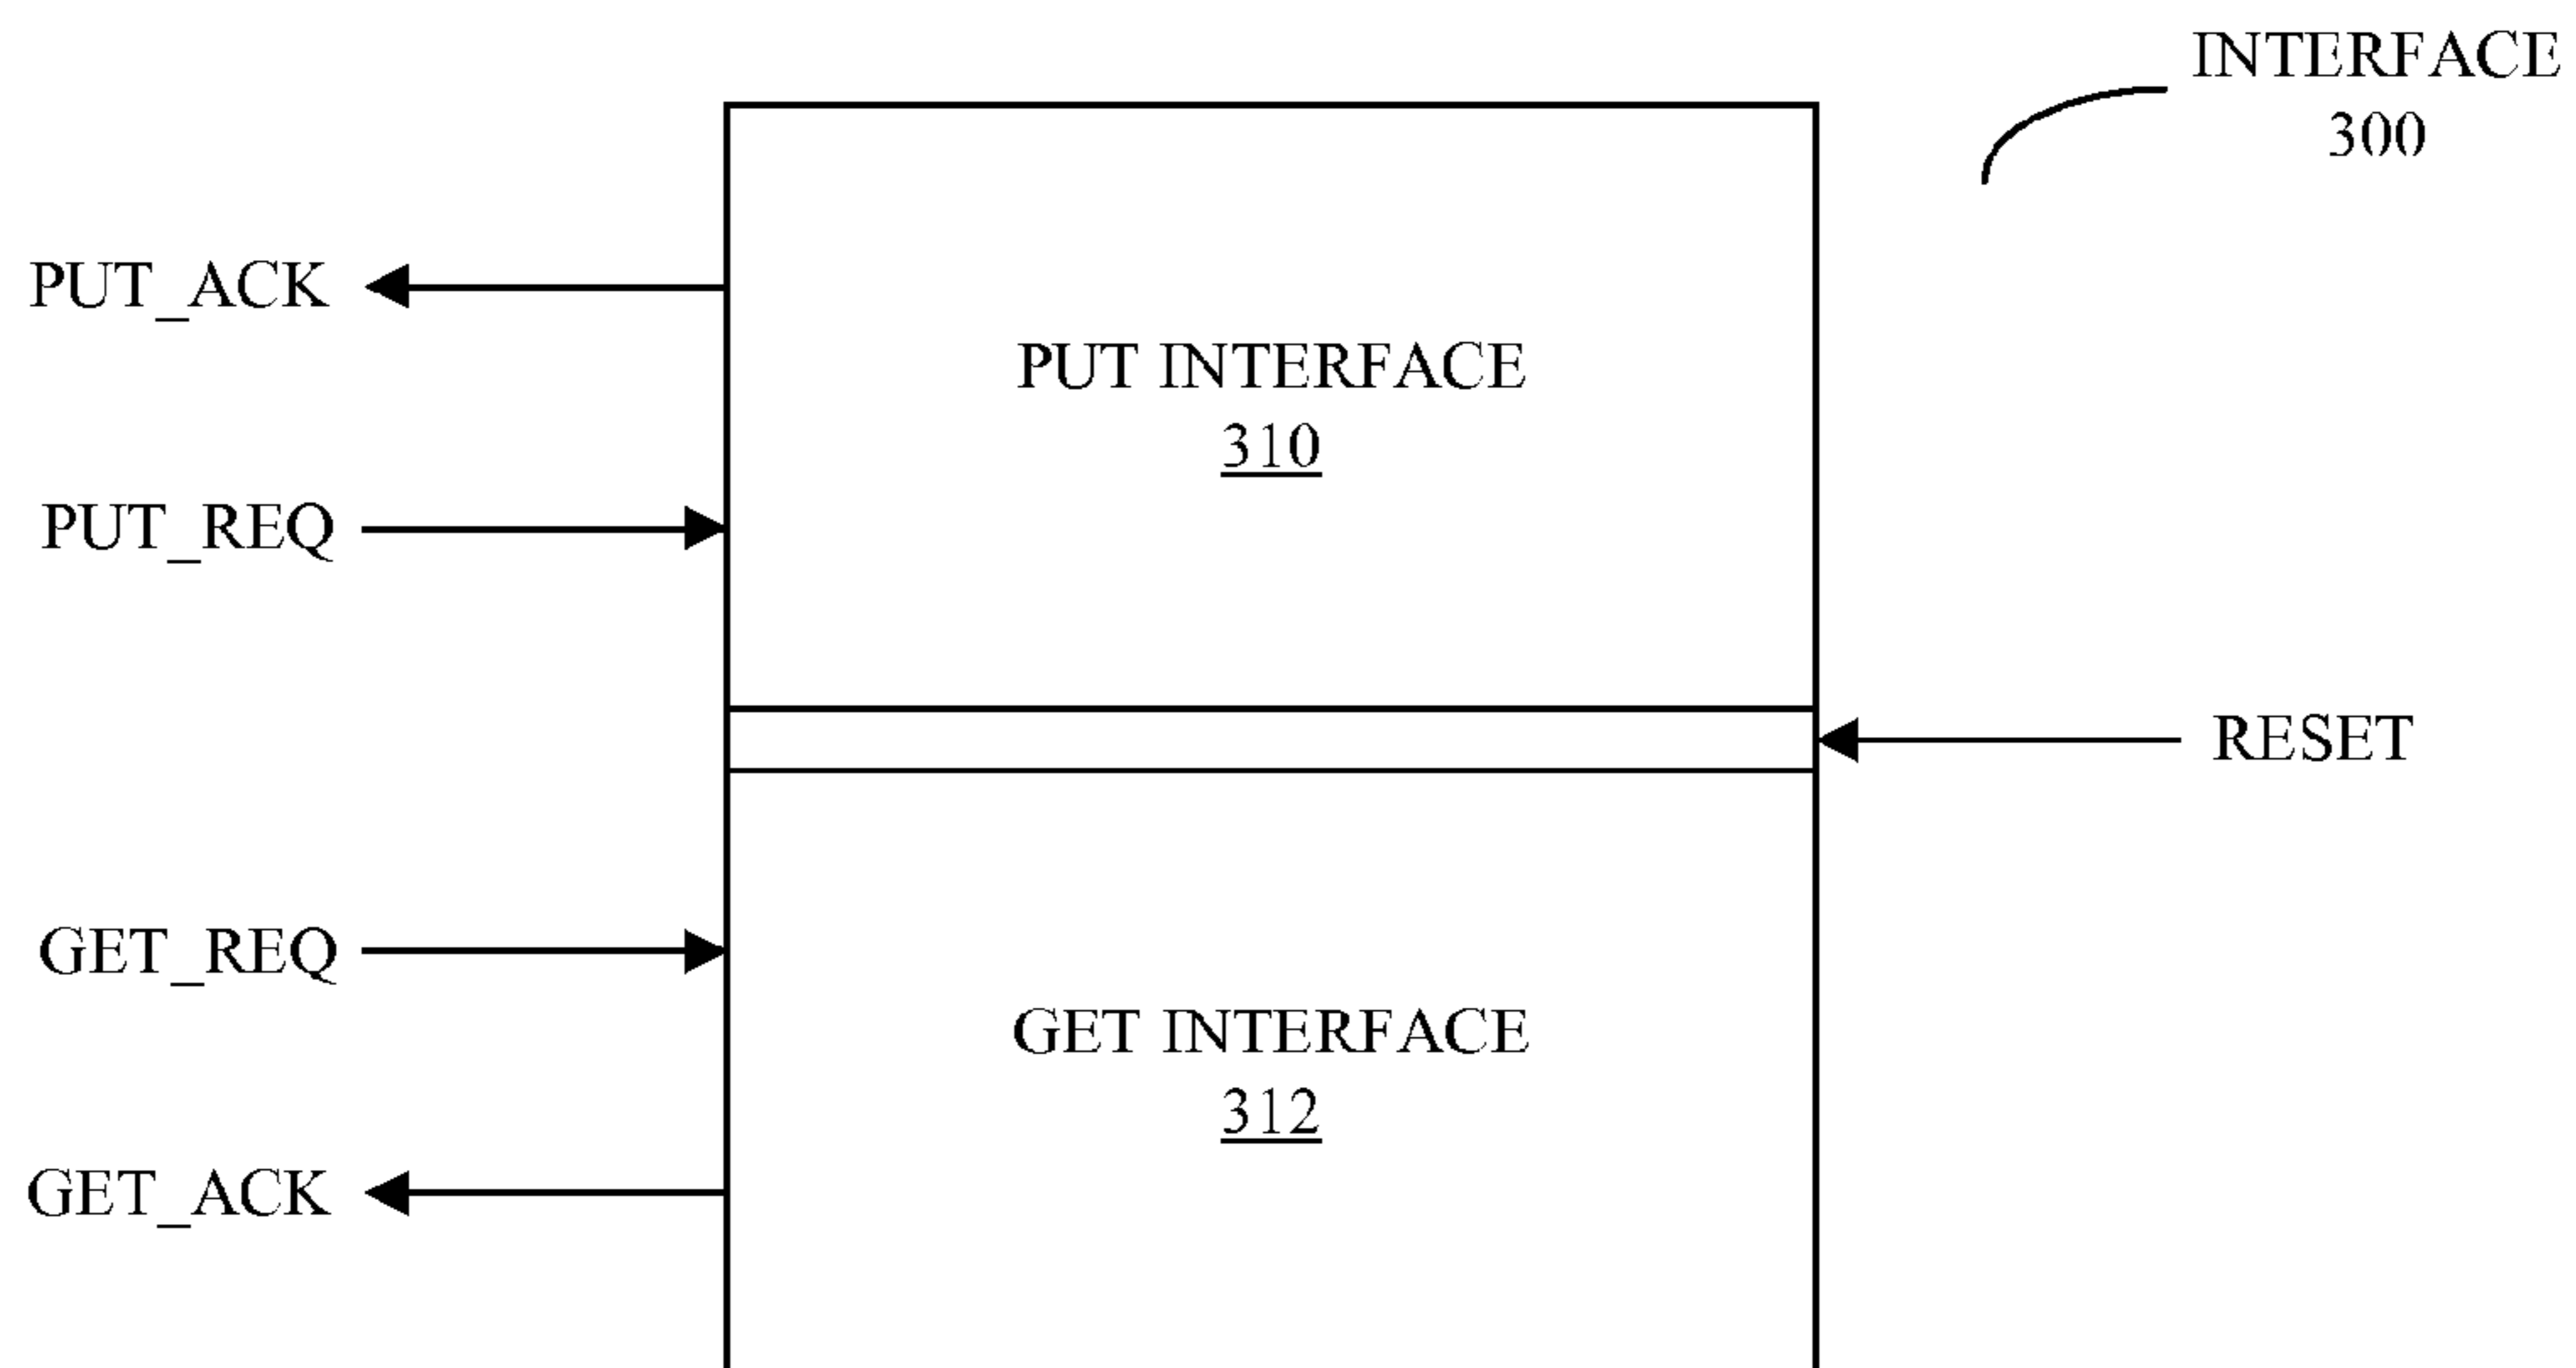 INTERFACE
300
PUT_ACK
PUT INTERFACE
310
PUT_REQ
RESET
GET_REQ
GET INTERFACE
312
GET_ACK